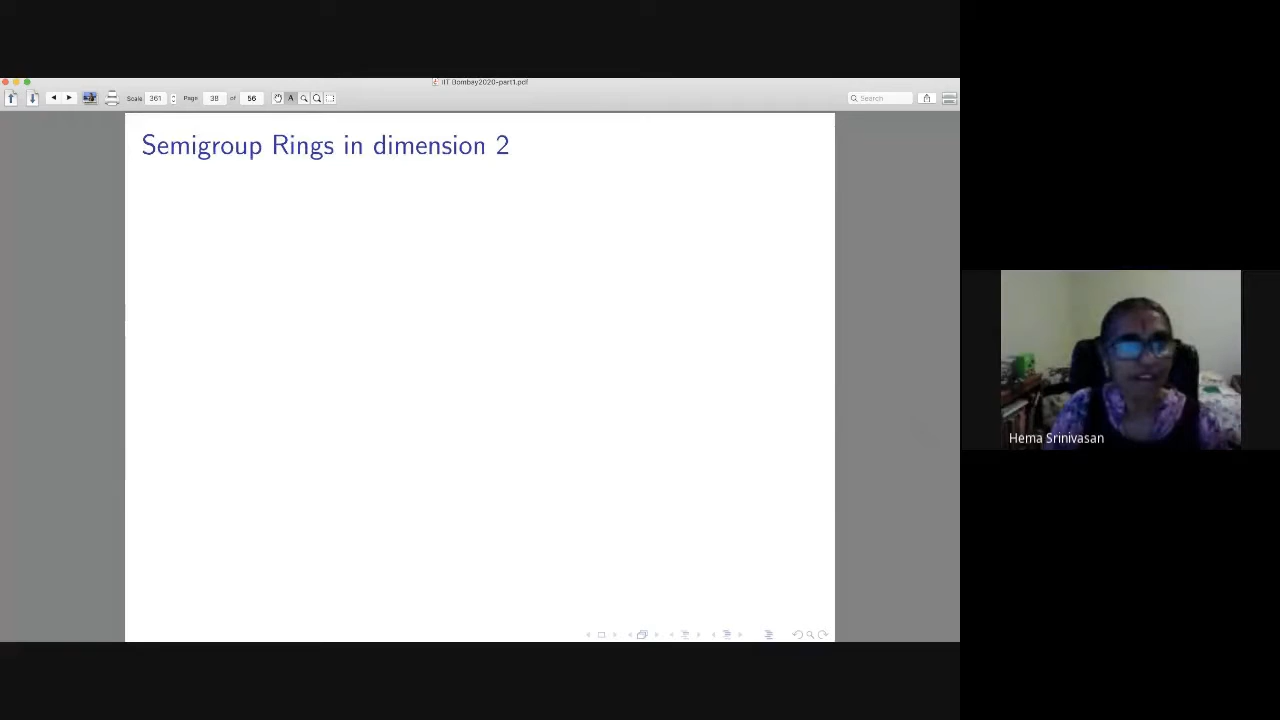 IIT Bombay2020-part1.pdf
Scale 361 Page 38 of 56
A
Search
Semigroup Rings in dimension 2
Hema Srinivasan